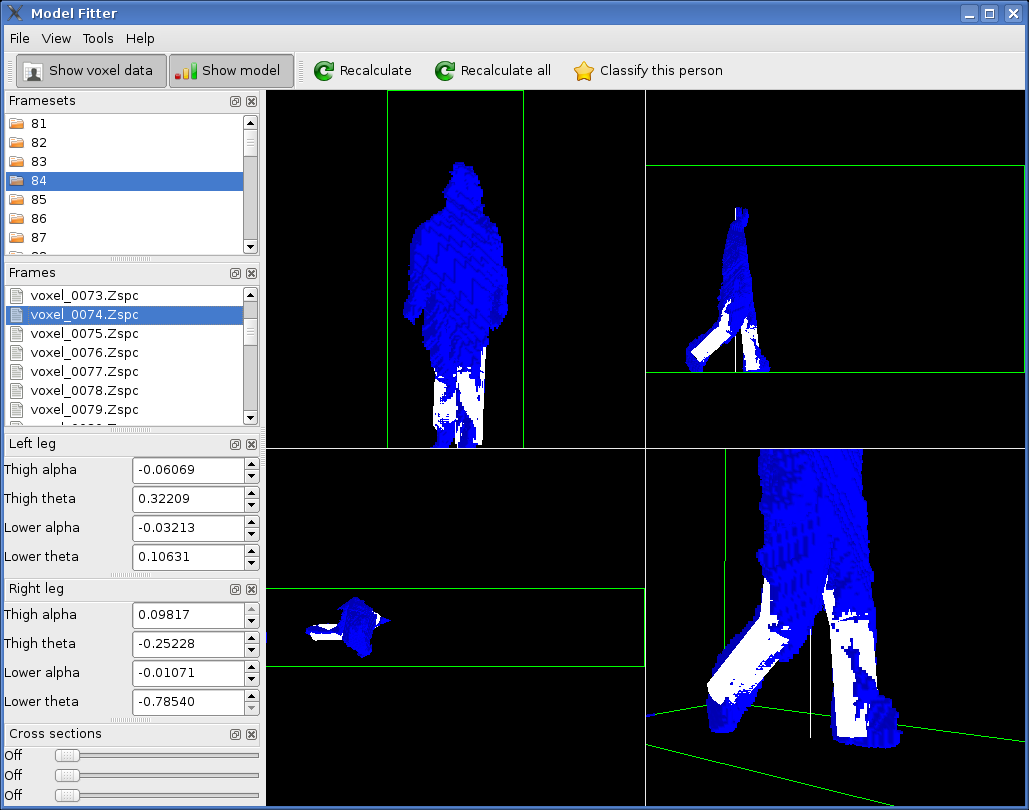 Model Fitter
File View Tools Help
Show voxel data Show model Recalculate Recalculate all Classify this person
Framesets
81
82
83
84
85
86
87
Frames
voxel_0073.Zspc
voxel_0074.Zspc
voxel_0075.Zspc
voxel_0076.Zspc
voxel_0077.Zspc
voxel_0078.Zspc
voxel_0079.Zspc
Left leg
Thigh alpha -0.06069
Thigh theta 0.32209
Lower alpha -0.03213
Lower theta 0.10631
Right leg
Thigh alpha 0.09817
Thigh theta -0.25228
Lower alpha -0.01071
Lower theta -0.78540
Cross sections
Off
Off
Off